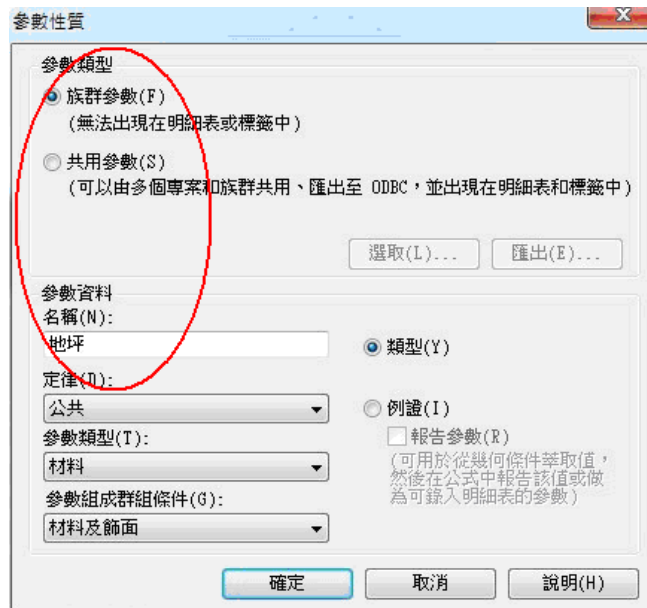 參數性質
參數類型
族群參數(F)
(無法出現在明細表或標籤中)
共用參數(S)
(可以由多個專案和族群共用、匯出至 ODBC，並出現在明細表和標籤中)
選取(L)... 匯出(E)...
參數資料
名稱(N):
地坪
類型(Y)
定律(D):
公共
例證(I)
報告參數(R)
參數類型(T):
(可用於從幾何條件萃取值，
然後在公式中報告該值或做
為可錄入明細表的參數)
材料
參數組成群組條件(G):
材料及飾面
確定 取消 說明(H)